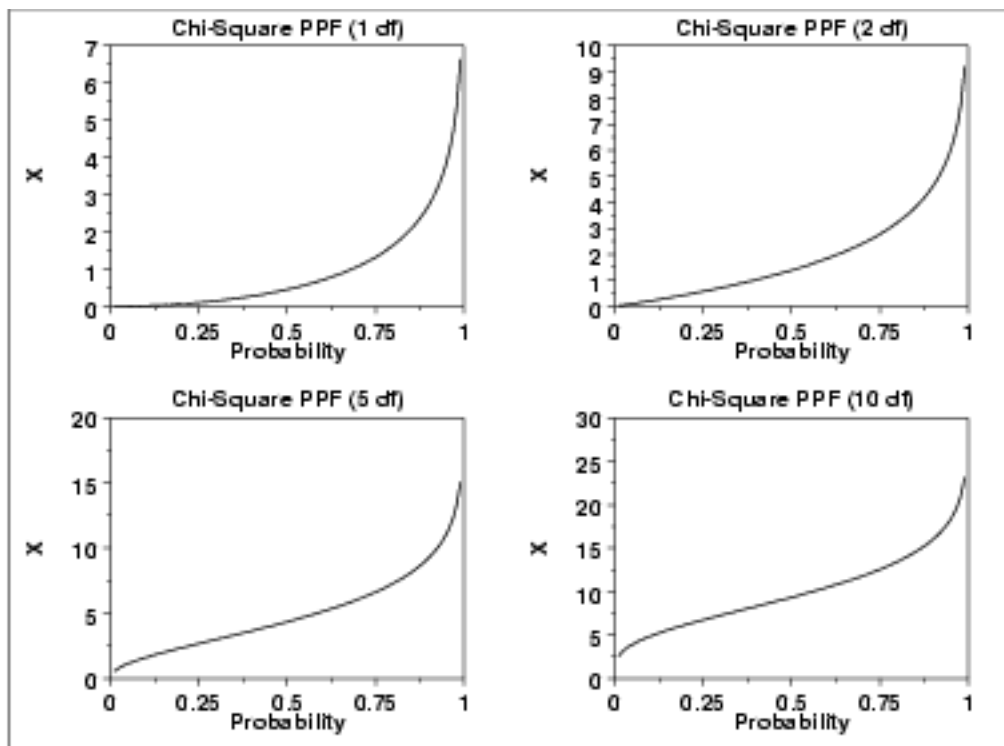 Chi-Square PPF (1 df)
7
6
5
4
3
2
1
0
X
0 0.25 0.5 0.75 1
Probability
Chi-Square PPF (2 df)
10
9
8
7
6
5
4
3
2
1
0
X
0 0.25 0.5 0.75 1
Probability
Chi-Square PPF (5 df)
20
15
10
5
0
X
0 0.25 0.5 0.75 1
Probability
Chi-Square PPF (10 df)
30
25
20
15
10
5
0
X
0 0.25 0.5 0.75 1
Probability